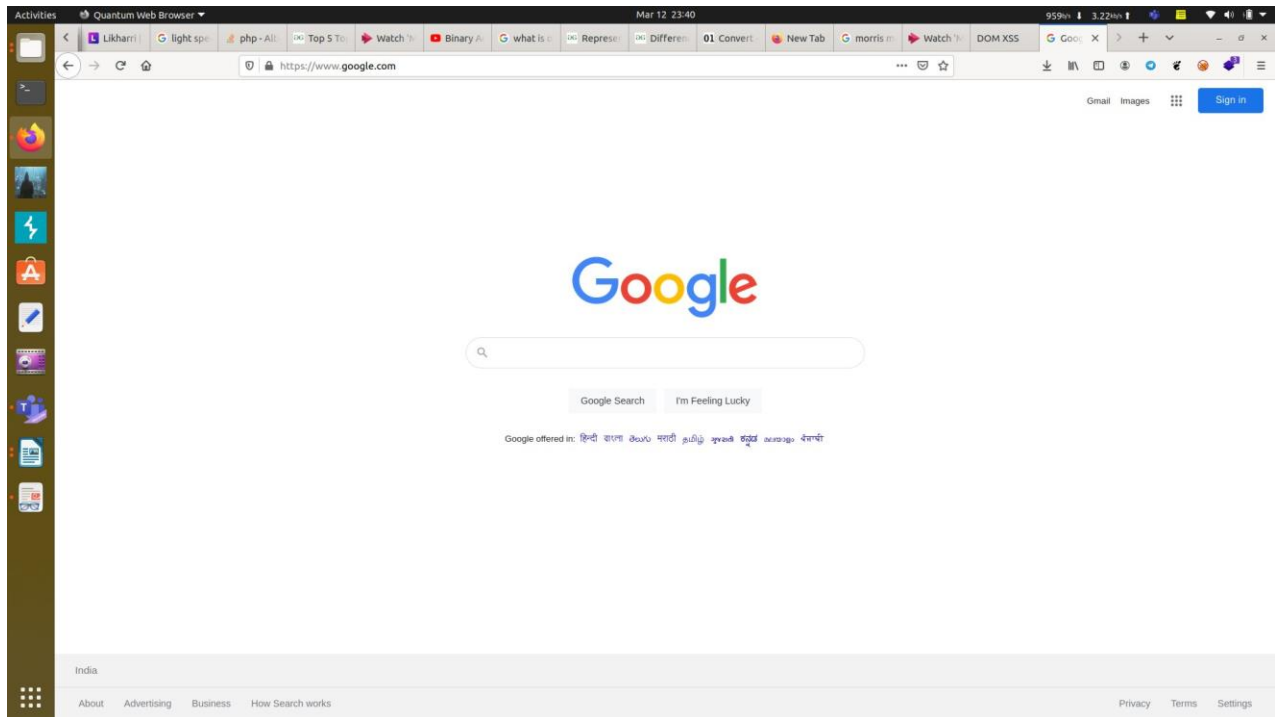 Activities Quantum Web Browser Mar 12 23:40
Likharri G light spe php - Alt Top 5 To Watch Binary A G what is i DG Represe DG Differen 01 Convert New Tab G morris m Watch DOM XSS G Goog
https://www.google.com
Gmail Images Sign in
Google
Google Search I'm Feeling Lucky
Google offered in: हिन्दी বাংলা తెలుగు मराठी தமிழ் ગુજરાતી ಕನ್ನಡ മലയാളം ਪੰਜਾਬੀ
India
About Advertising Business How Search works Privacy Terms Settings